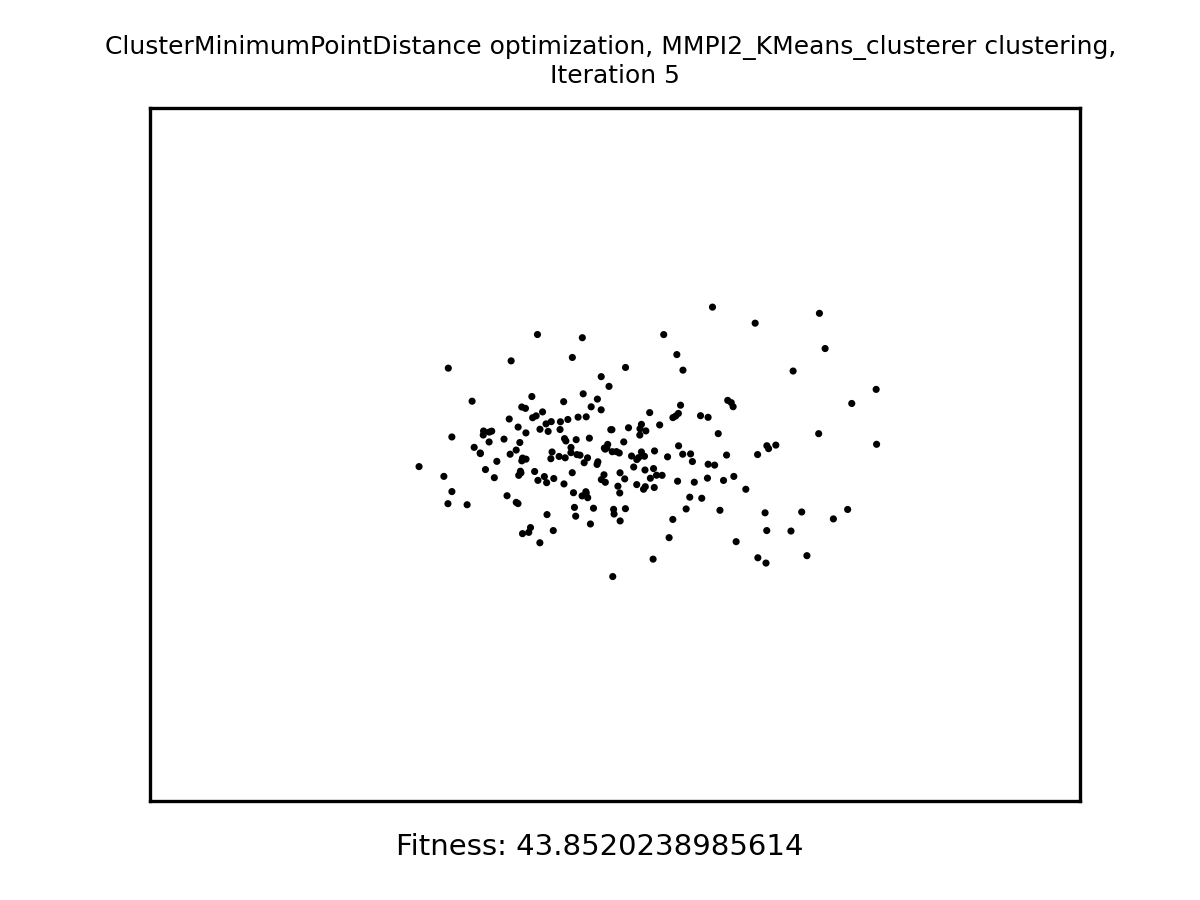 ClusterMinimumPointDistance optimization, MMPI2_KMeans_clusterer clustering,
Iteration 5
Fitness: 43.8520238985614